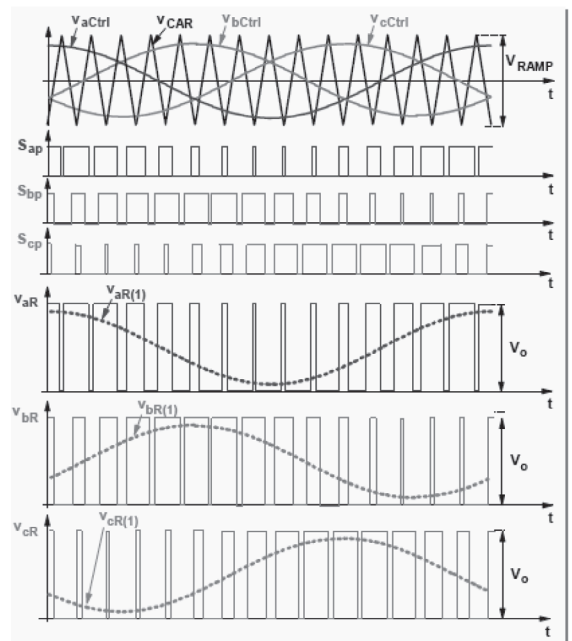 vaCtrl vCAR vbCtrl vcCtrl
VRAMP
t
Sap
t
Sbp
t
Scp
t
vaR vaR(1)
Vo
t
vbR vbR(1)
Vo
t
vcR vcR(1)
Vo
t